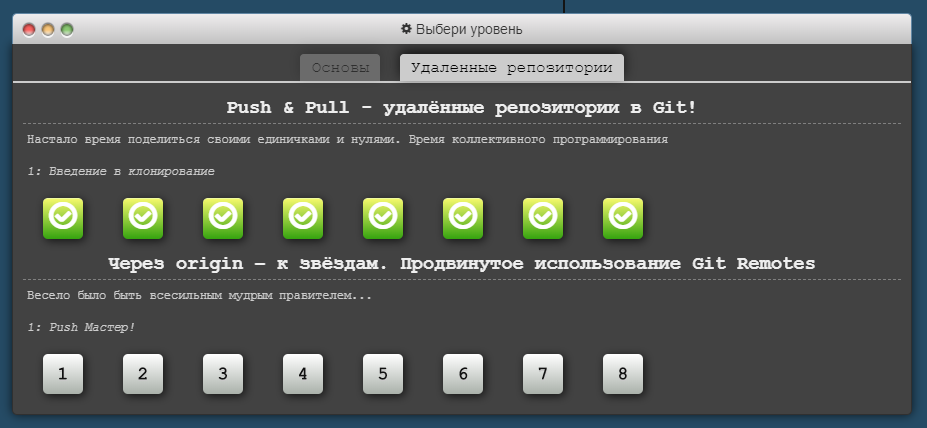 Выбери уровень
Основы Удаленные репозитории
Push & Pull - удалённые репозитории в Git!
Настало время поделиться своими единичками и нулями. Время коллективного программирования
1: Введение в клонирование
Через origin – к звёздам. Продвинутое использование Git Remotes
Весело было быть всесильным мудрым правителем...
1: Push Мастер!
1 2 3 4 5 6 7 8